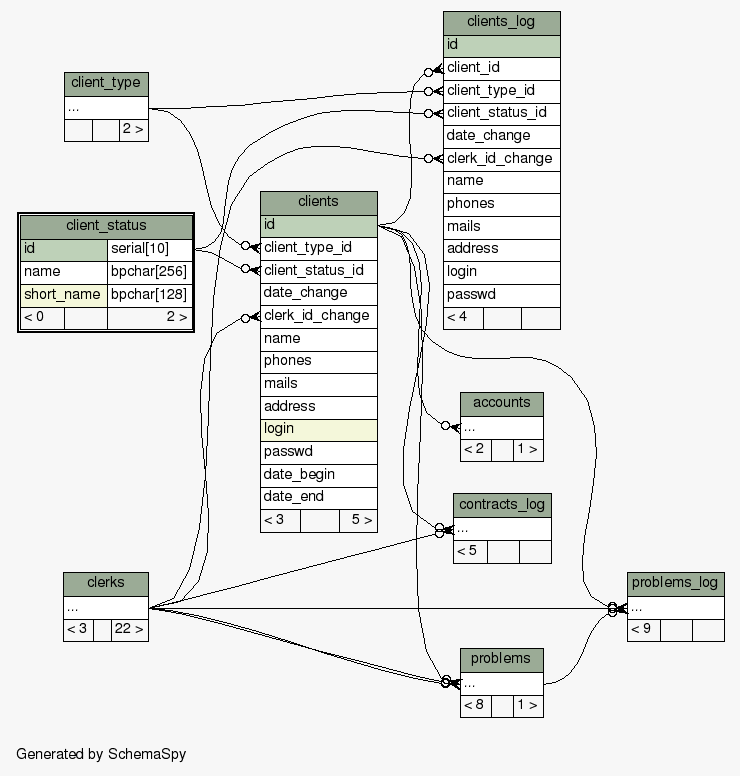 clients_log
id
client_id
client_type_id
client_status_id
date_change
clerk_id_change
name
phones
mails
address
login
passwd
< 4
client_type
...
2 >
client_status
id serial[10]
name bpchar[256]
short_name bpchar[128]
< 0 2 >
clients
id
client_type_id
client_status_id
date_change
clerk_id_change
name
phones
mails
address
login
passwd
date_begin
date_end
< 3 5 >
accounts
...
< 2 1 >
contracts_log
...
< 5
clerks
...
< 3 22 >
problems_log
...
< 9
problems
...
< 8 1 >
Generated by SchemaSpy